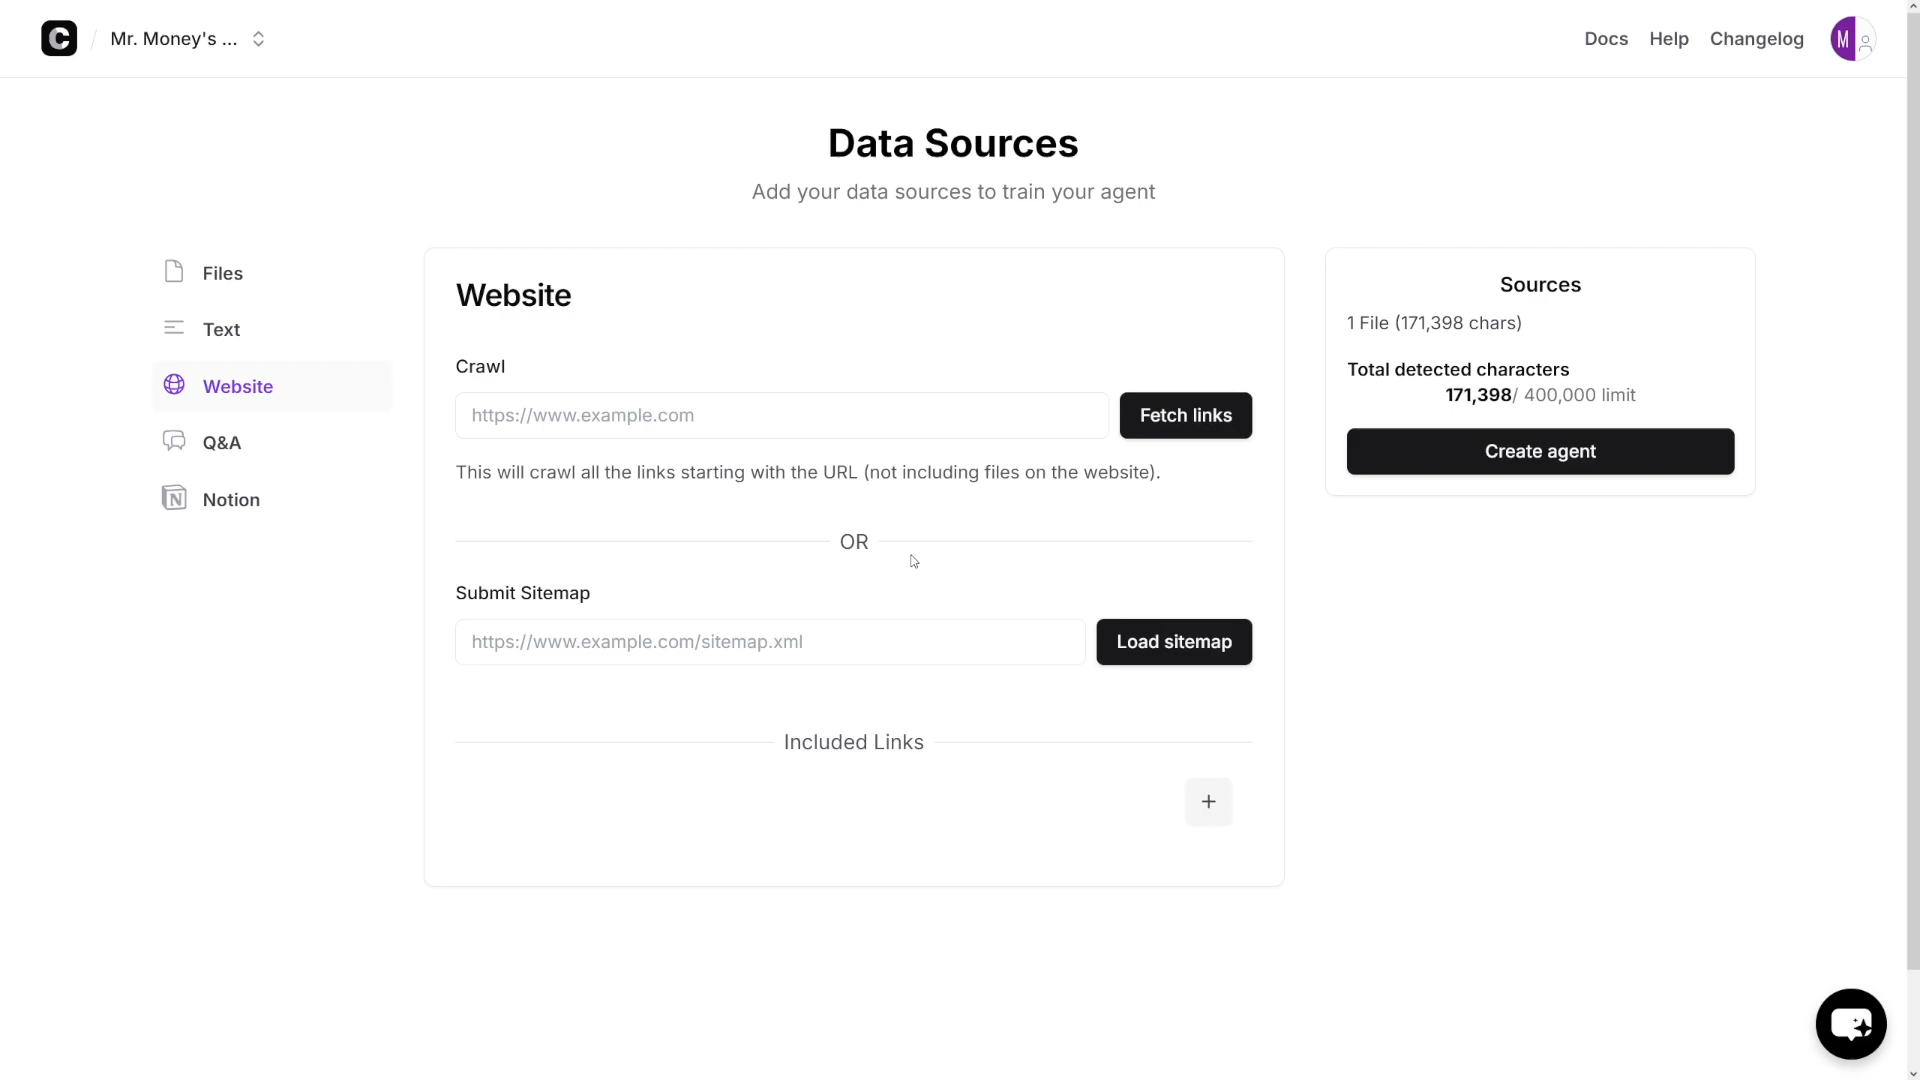 C / Mr. Money's ...
Docs Help Changelog M
Data Sources
Add your data sources to train your agent
Files
Text
Website
Q&A
Notion
Website
Crawl
https://www.example.com
Fetch links
This will crawl all the links starting with the URL (not including files on the website).
OR
Submit Sitemap
https://www.example.com/sitemap.xml
Load sitemap
Included Links
+
Sources
1 File (171,398 chars)
Total detected characters
171,398/ 400,000 limit
Create agent